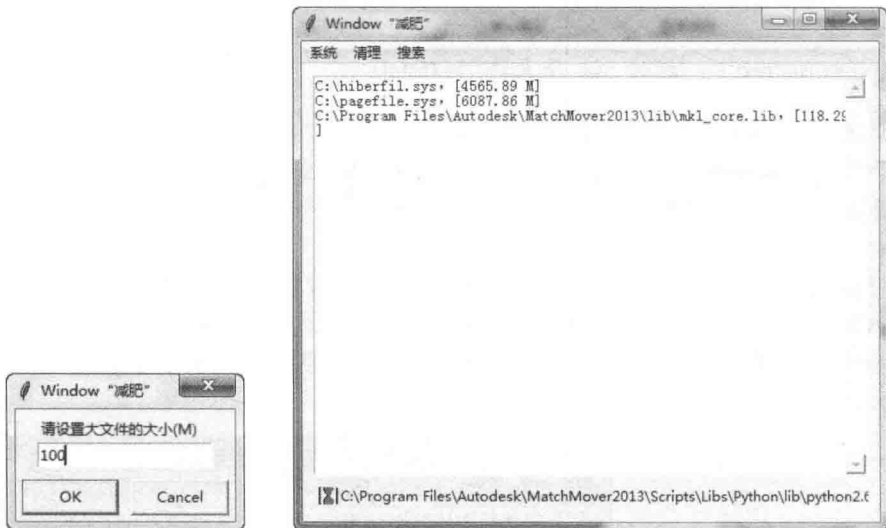 Window “减肥”
请设置大文件的大小(M)
100
OK
Cancel
Window “减肥”
系统 清理 搜索
C:\hiberfil.sys, [4565.89 M]
C:\pagefile.sys, [6087.86 M]
C:\Program Files\Autodesk\MatchMover2013\lib\mkl_core.lib, [118.29
]
C:\Program Files\Autodesk\MatchMover2013\Scripts\Libs\Python\lib\python2.6